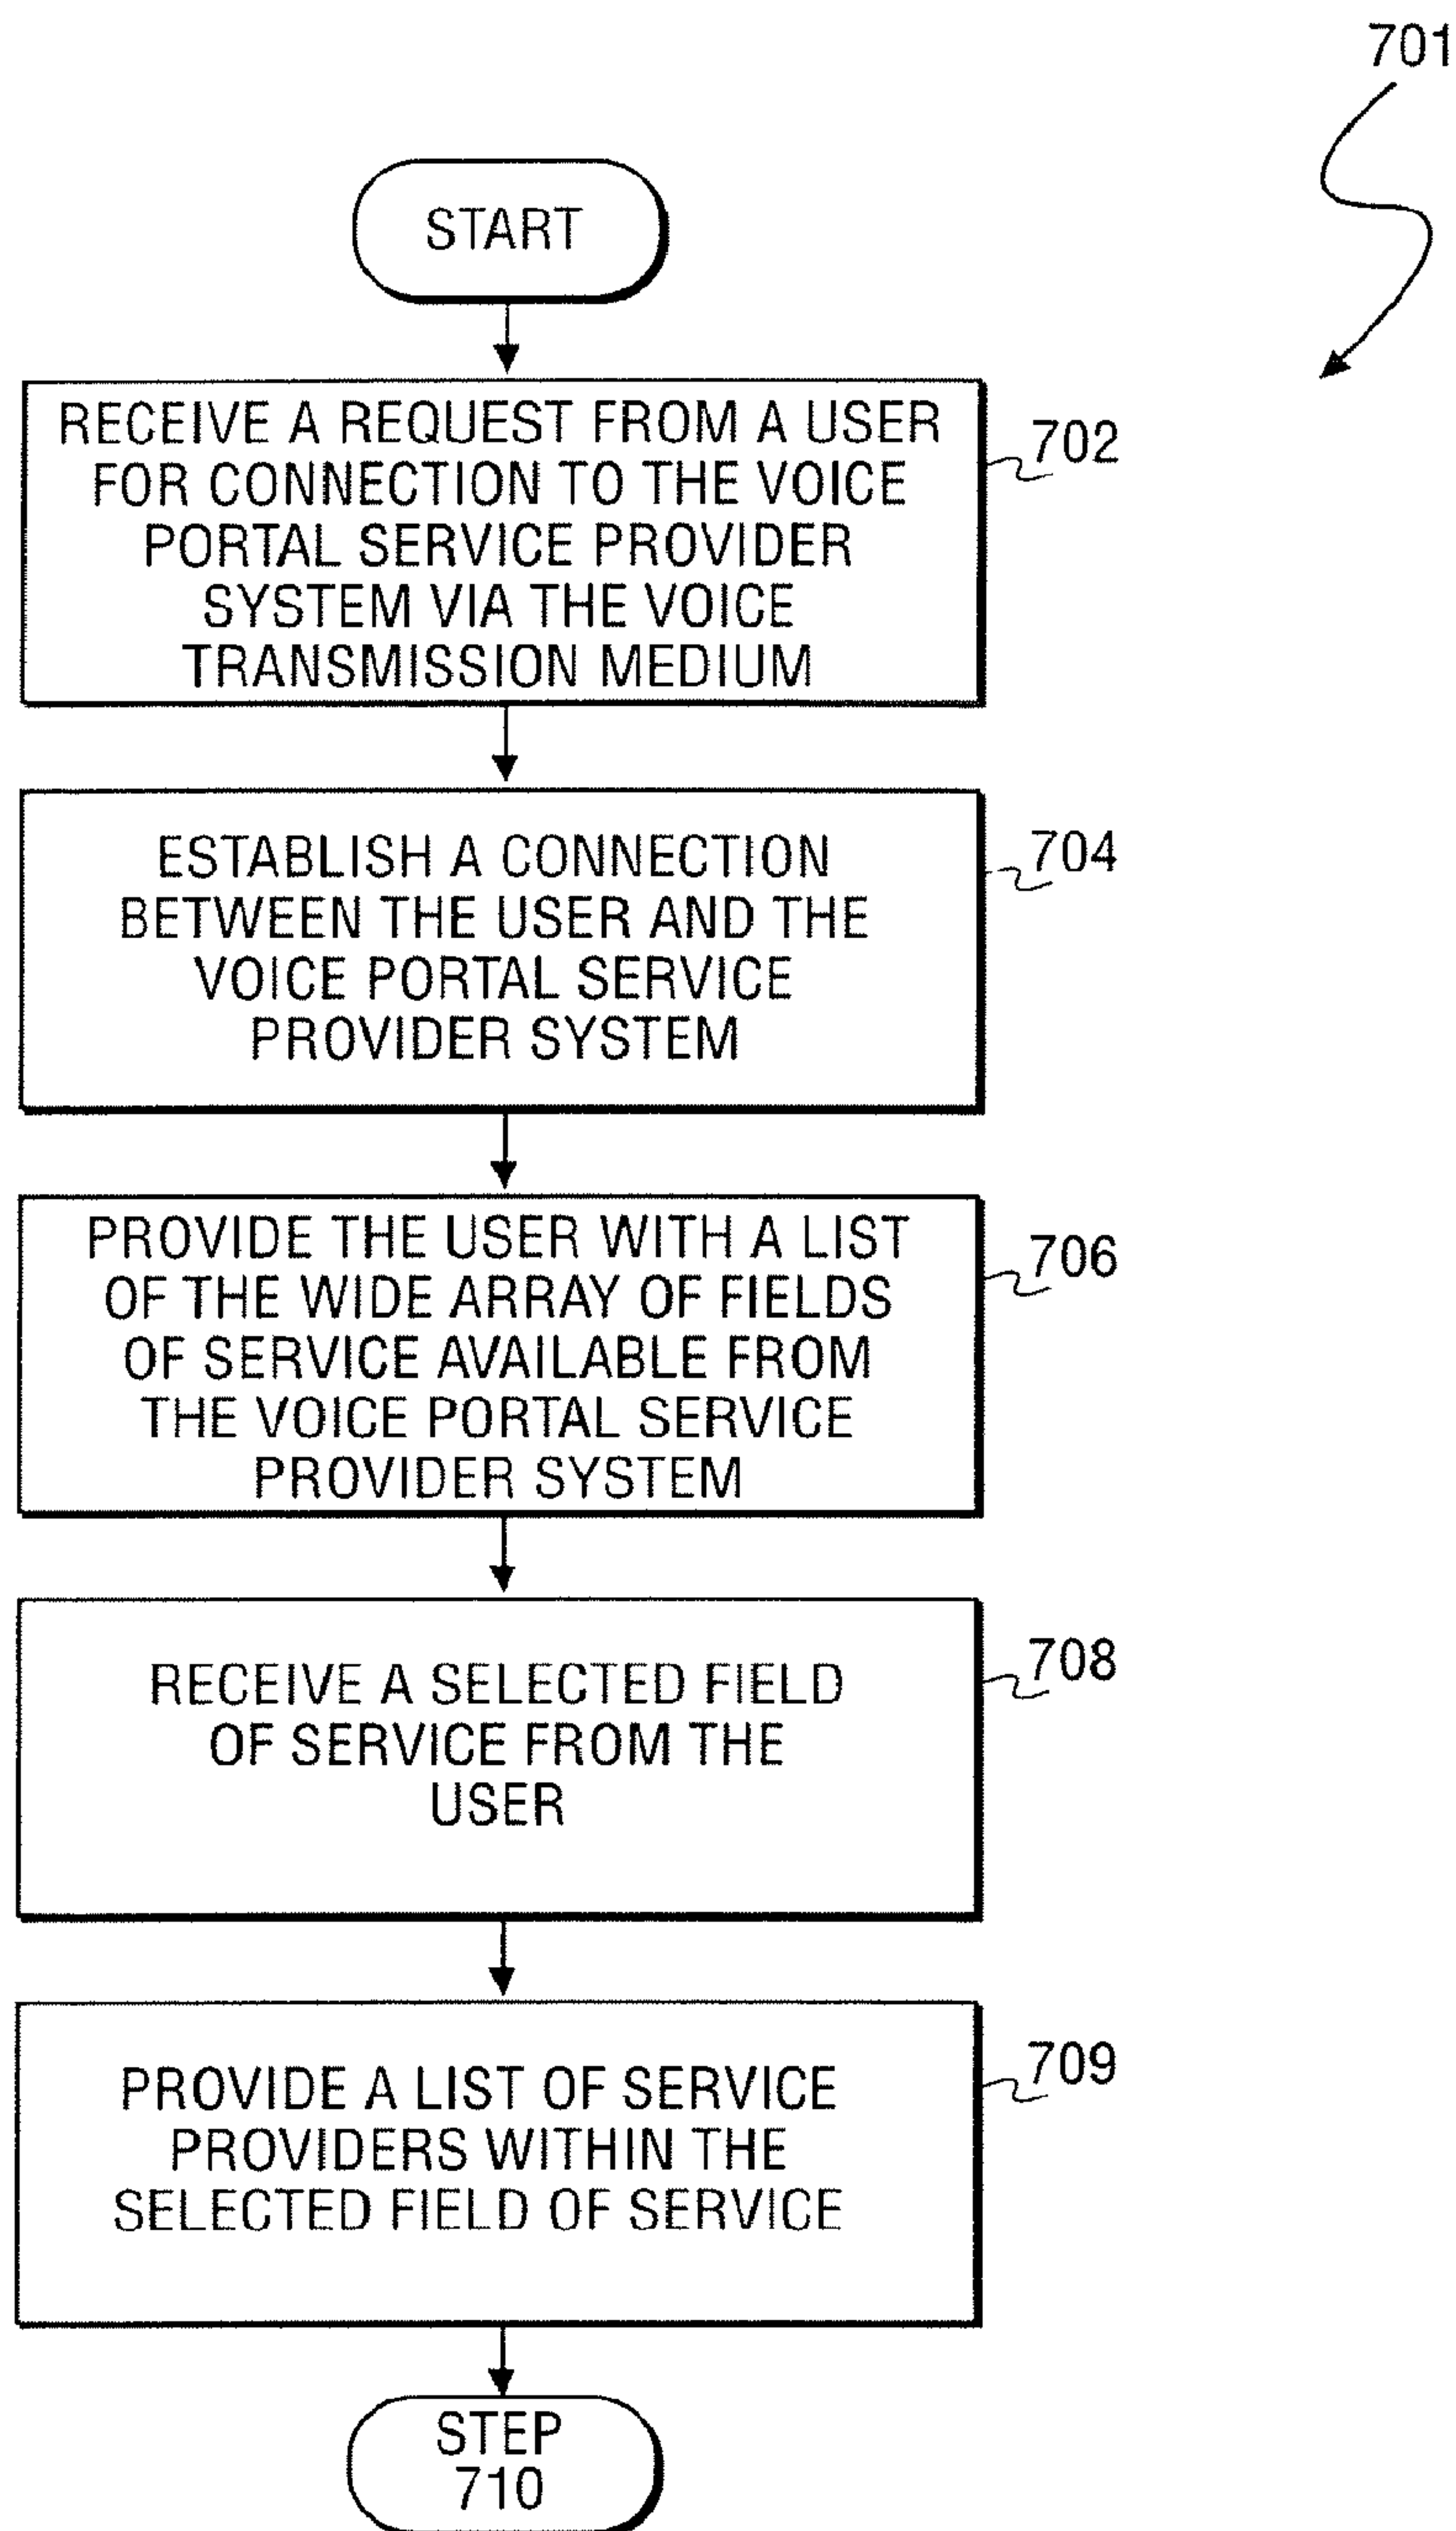 701
START
RECEIVE A REQUEST FROM A USER
FOR CONNECTION TO THE VOICE
PORTAL SERVICE PROVIDER
SYSTEM VIA THE VOICE
TRANSMISSION MEDIUM
702
ESTABLISH A CONNECTION
BETWEEN THE USER AND THE
VOICE PORTAL SERVICE
PROVIDER SYSTEM
704
PROVIDE THE USER WITH A LIST
OF THE WIDE ARRAY OF FIELDS
OF SERVICE AVAILABLE FROM
THE VOICE PORTAL SERVICE
PROVIDER SYSTEM
706
RECEIVE A SELECTED FIELD
OF SERVICE FROM THE
USER
708
PROVIDE A LIST OF SERVICE
PROVIDERS WITHIN THE
SELECTED FIELD OF SERVICE
709
STEP
710